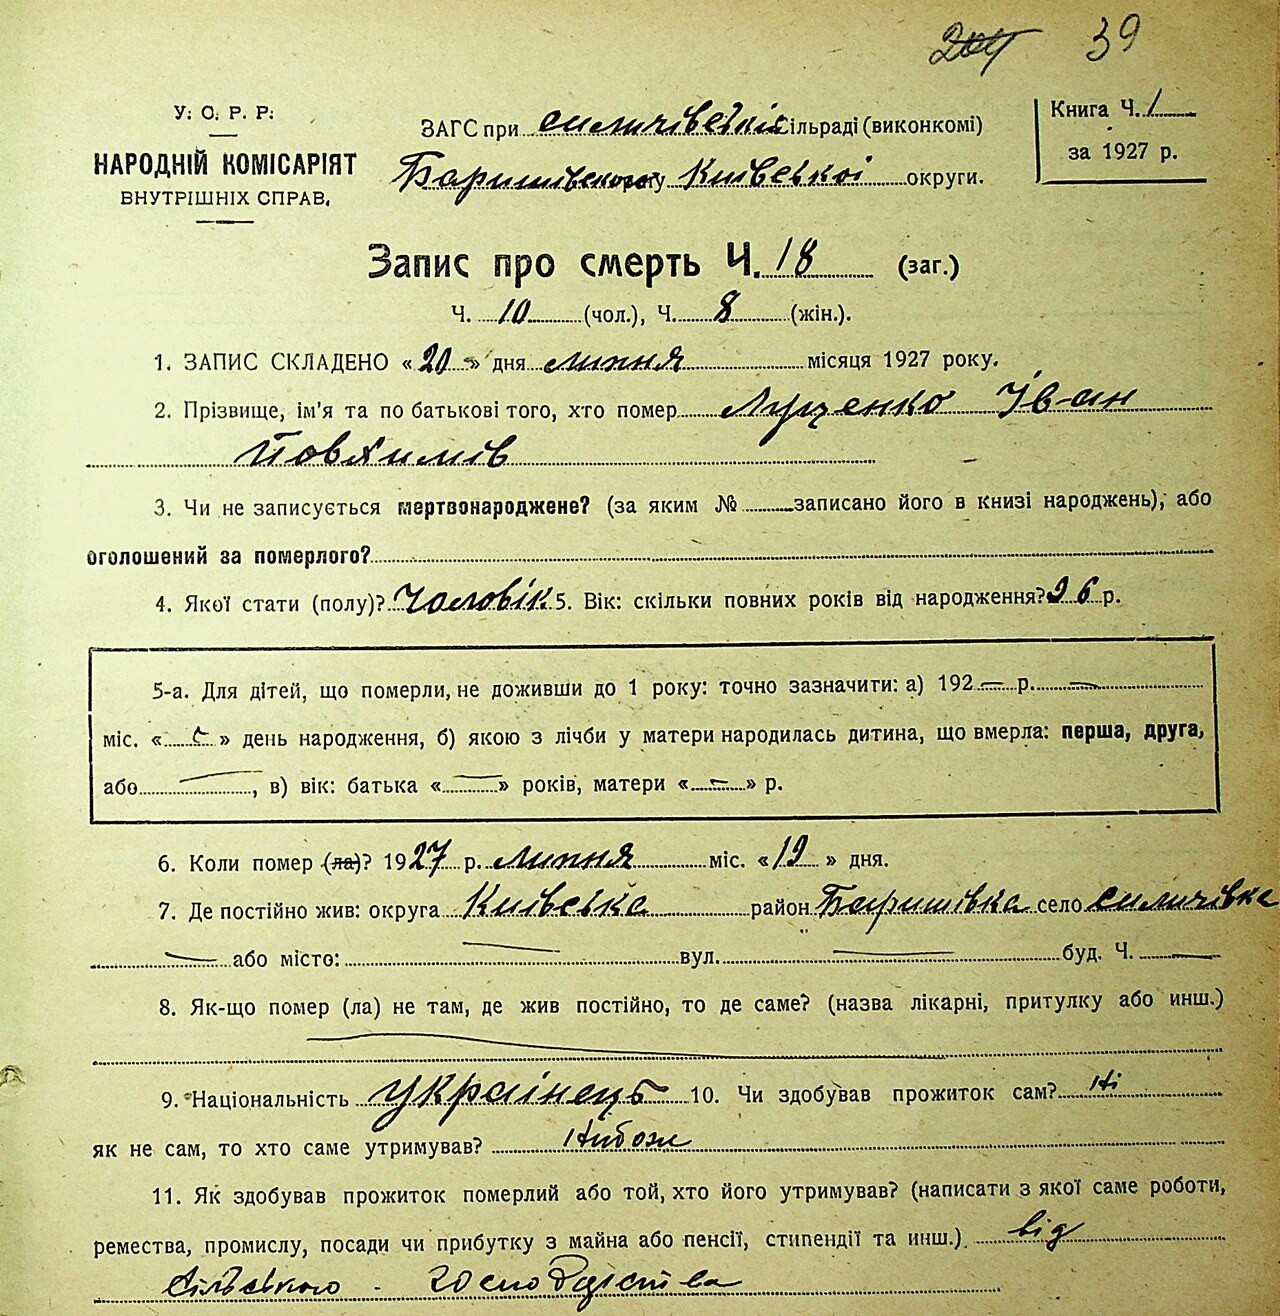 39
У. С. Р. Р.
НАРОДНІЙ КОМІСАРІЯТ
ВНУТРІШНІХ СПРАВ.
ЗАГС при силичівській сільраді (виконкомі)
Баришівського Київської округи.
Книга Ч. 1
за 1927 р.
Запис про смерть Ч. 18 (заг.)
Ч. 10 (чол.), Ч. 8 (жін.).
1. ЗАПИС СКЛАДЕНО «20» дня липня місяця 1927 року.
2. Прізвище, ім'я та по батькові того, хто помер Луценко Іван
Йовхимів
3. Чи не записується мертвонароджене? (за яким № записано його в книзі народжень), або
оголошений за померлого?
4. Якої стати (полу)? Чоловік 5. Вік: скільки повних років від народження? 96 р.
5-а. Для дітей, що померли, не доживши до 1 року: точно зазначити: а) 192 — р. —
міс. « » день народження, б) якою з лічби у матери народилась дитина, що вмерла: перша, друга,
або —, в) вік: батька « — » років, матери « — » р.
6. Коли помер (ла)? 1927 р. липня міс. «19» дня.
7. Де постійно жив: округа Київська район Баришівка село силичівка
— або місто: — вул. — буд. Ч. —
8. Як-що помер (ла) не там, де жив постійно, то де саме? (назва лікарні, притулку або инш.)
9. Національність українець 10. Чи здобував прожиток сам? ні
як не сам, то хто саме утримував?
11. Як здобував прожиток померлий або той, хто його утримував? (написати з якої саме роботи,
ремества, промислу, посади чи прибутку з майна або пенсії, стипендії та инш.) від
сільського - господарства